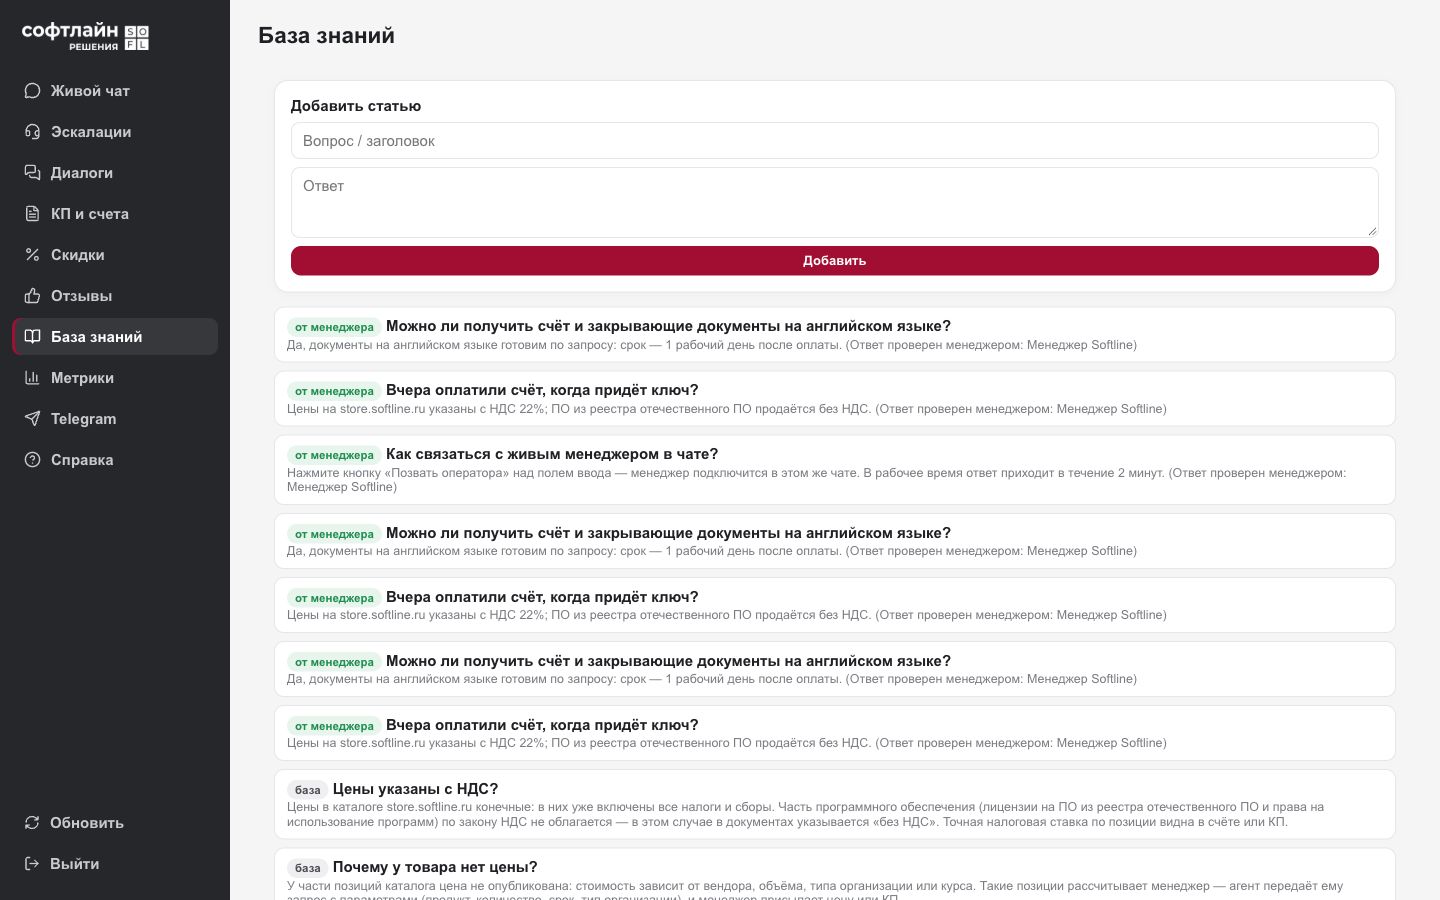 софтлайн
РЕШЕНИЯ
SO
FL
База знаний
Живой чат
Эскалации
Диалоги
КП и счета
Скидки
Отзывы
База знаний
Метрики
Telegram
Справка
Обновить
Выйти
Добавить статью
Вопрос / заголовок
Ответ
Добавить
от менеджера Можно ли получить счёт и закрывающие документы на английском языке?
Да, документы на английском языке готовим по запросу: срок — 1 рабочий день после оплаты. (Ответ проверен менеджером: Менеджер Softline)
от менеджера Вчера оплатили счёт, когда придёт ключ?
Цены на store.softline.ru указаны с НДС 22%; ПО из реестра отечественного ПО продаётся без НДС. (Ответ проверен менеджером: Менеджер Softline)
от менеджера Как связаться с живым менеджером в чате?
Нажмите кнопку «Позвать оператора» над полем ввода — менеджер подключится в этом же чате. В рабочее время ответ приходит в течение 2 минут. (Ответ проверен менеджером:
Менеджер Softline)
от менеджера Можно ли получить счёт и закрывающие документы на английском языке?
Да, документы на английском языке готовим по запросу: срок — 1 рабочий день после оплаты. (Ответ проверен менеджером: Менеджер Softline)
от менеджера Вчера оплатили счёт, когда придёт ключ?
Цены на store.softline.ru указаны с НДС 22%; ПО из реестра отечественного ПО продаётся без НДС. (Ответ проверен менеджером: Менеджер Softline)
от менеджера Можно ли получить счёт и закрывающие документы на английском языке?
Да, документы на английском языке готовим по запросу: срок — 1 рабочий день после оплаты. (Ответ проверен менеджером: Менеджер Softline)
от менеджера Вчера оплатили счёт, когда придёт ключ?
Цены на store.softline.ru указаны с НДС 22%; ПО из реестра отечественного ПО продаётся без НДС. (Ответ проверен менеджером: Менеджер Softline)
база Цены указаны с НДС?
Цены в каталоге store.softline.ru конечные: в них уже включены все налоги и сборы. Часть программного обеспечения (лицензии на ПО из реестра отечественного ПО и права на
использование программ) по закону НДС не облагается — в этом случае в документах указывается «без НДС». Точная налоговая ставка по позиции видна в счёте или КП.
база Почему у товара нет цены?
У части позиций каталога цена не опубликована: стоимость зависит от вендора, объёма, типа организации или курса. Такие позиции рассчитывает менеджер — агент передаёт ему
запрос с параметрами (продукт, количество, срок, тип организации), и менеджер присылает цену или КП.